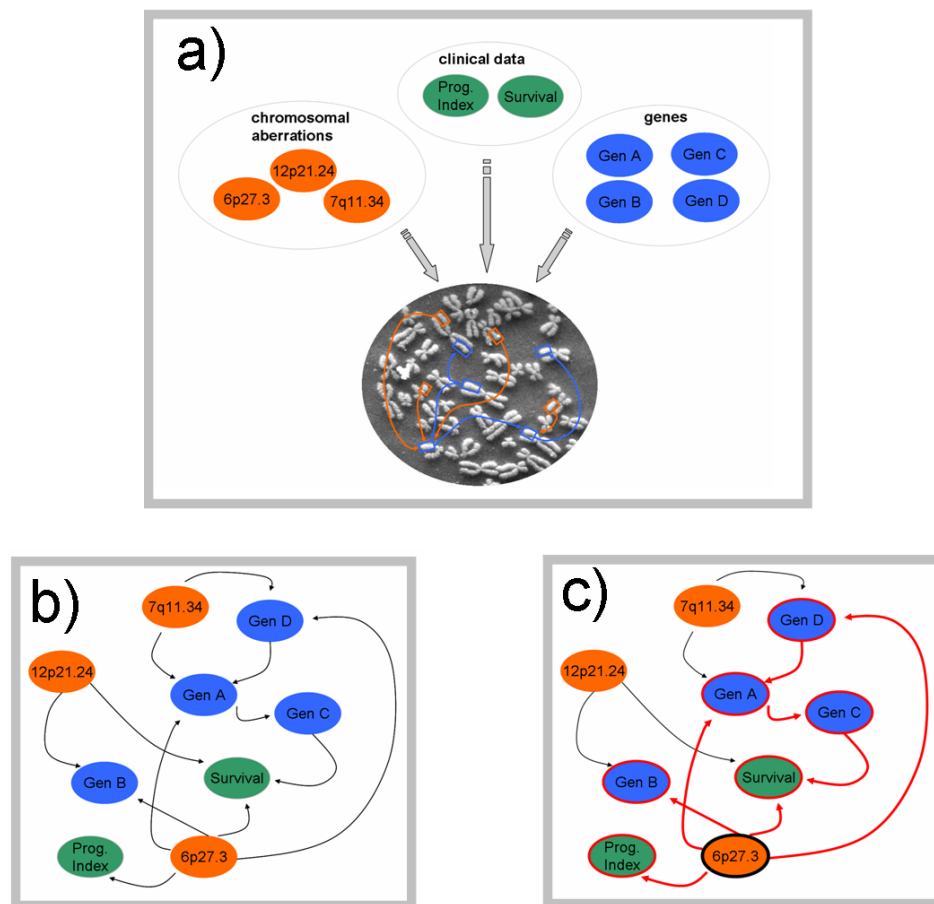 a)
clinical data
Prog.
Index
Survival
chromosomal
aberrations
12p21.24
6p27.3
7q11.34
genes
Gen A
Gen C
Gen B
Gen D
b)
7q11.34
Gen D
12p21.24
Gen A
Gen C
Gen B
Survival
Prog.
Index
6p27.3
c)
7q11.34
Gen D
12p21.24
Gen A
Gen C
Gen B
Survival
Prog.
Index
6p27.3